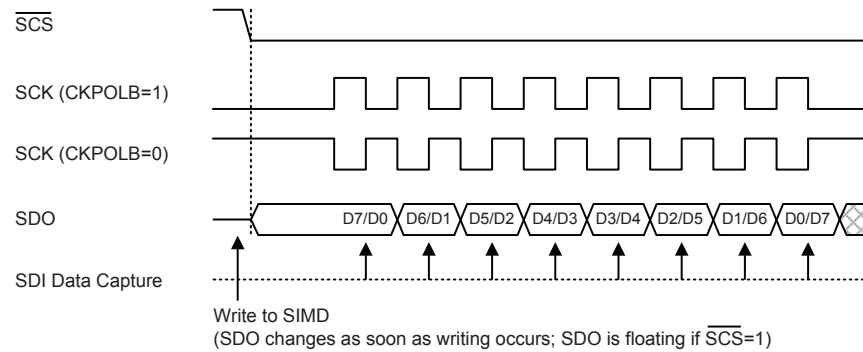 SCS
SCK (CKPOLB=1)
SCK (CKPOLB=0)
SDO
D7/D0 D6/D1 D5/D2 D4/D3 D3/D4 D2/D5 D1/D6 D0/D7
SDI Data Capture
Write to SIMD
(SDO changes as soon as writing occurs; SDO is floating if SCS=1)